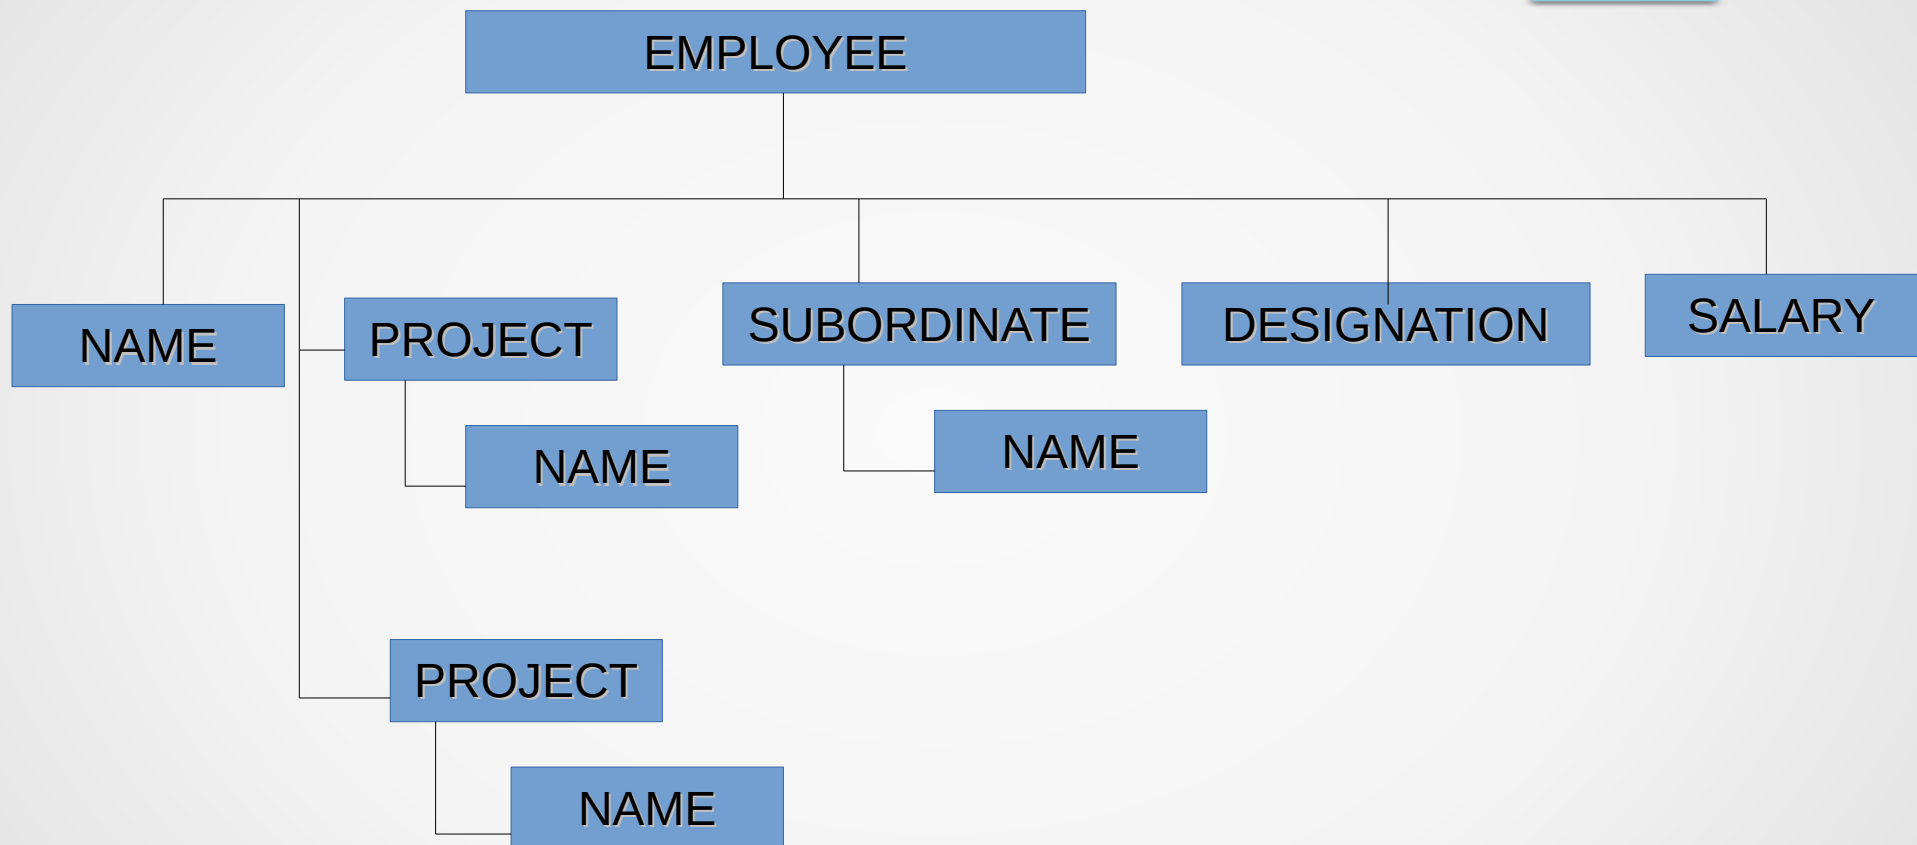 EMPLOYEE
NAME
PROJECT
SUBORDINATE
DESIGNATION
SALARY
NAME
NAME
PROJECT
NAME